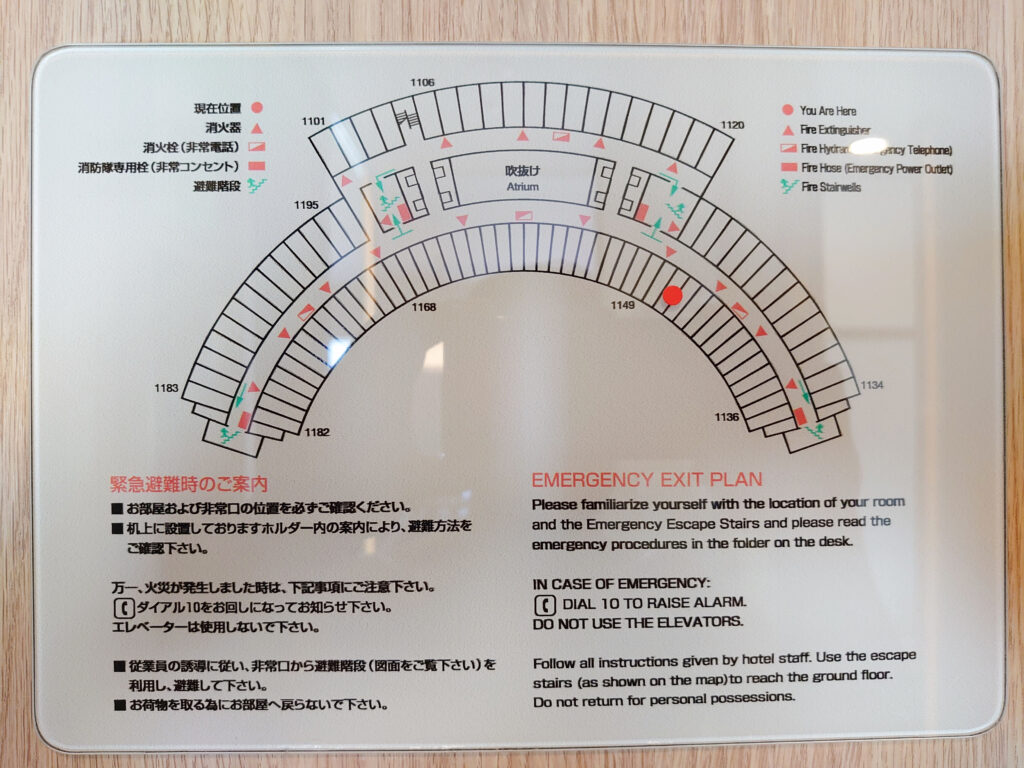 現在位置
消火器
消火栓(非常電話)
消防隊専用栓(非常コンセント)
避難階段
1106
1101
1120
You Are Here
Fire Extinguisher
Fire Telephone)
Fire Hose (Emergency Power Outlet)
Fire Stairwells
吹抜け
Atrium
1195
1168
1149
1183
1182
1136
1134
緊急避難時のご案内
■ お部屋および非常口の位置を必ずご確認ください。
■ 机上に設置しておりますホルダー内の案内により、避難方法を
ご確認下さい。
万一、火災が発生しました時は、下記事項にご注意下さい。
ダイアル10をお回しになってお知らせ下さい。
エレベーターは使用しないで下さい。
■ 従業員の誘導に従い、非常口から避難階段(図面をご覧下さい)を
利用し、避難して下さい。
■ お荷物を取る為にお部屋へ戻らないで下さい。
EMERGENCY EXIT PLAN
Please familiarize yourself with the location of your room
and the Emergency Escape Stairs and please read the
emergency procedures in the folder on the desk.
IN CASE OF EMERGENCY:
DIAL 10 TO RAISE ALARM.
DO NOT USE THE ELEVATORS.
Follow all instructions given by hotel staff. Use the escape
stairs (as shown on the map)to reach the ground floor.
Do not return for personal possessions.